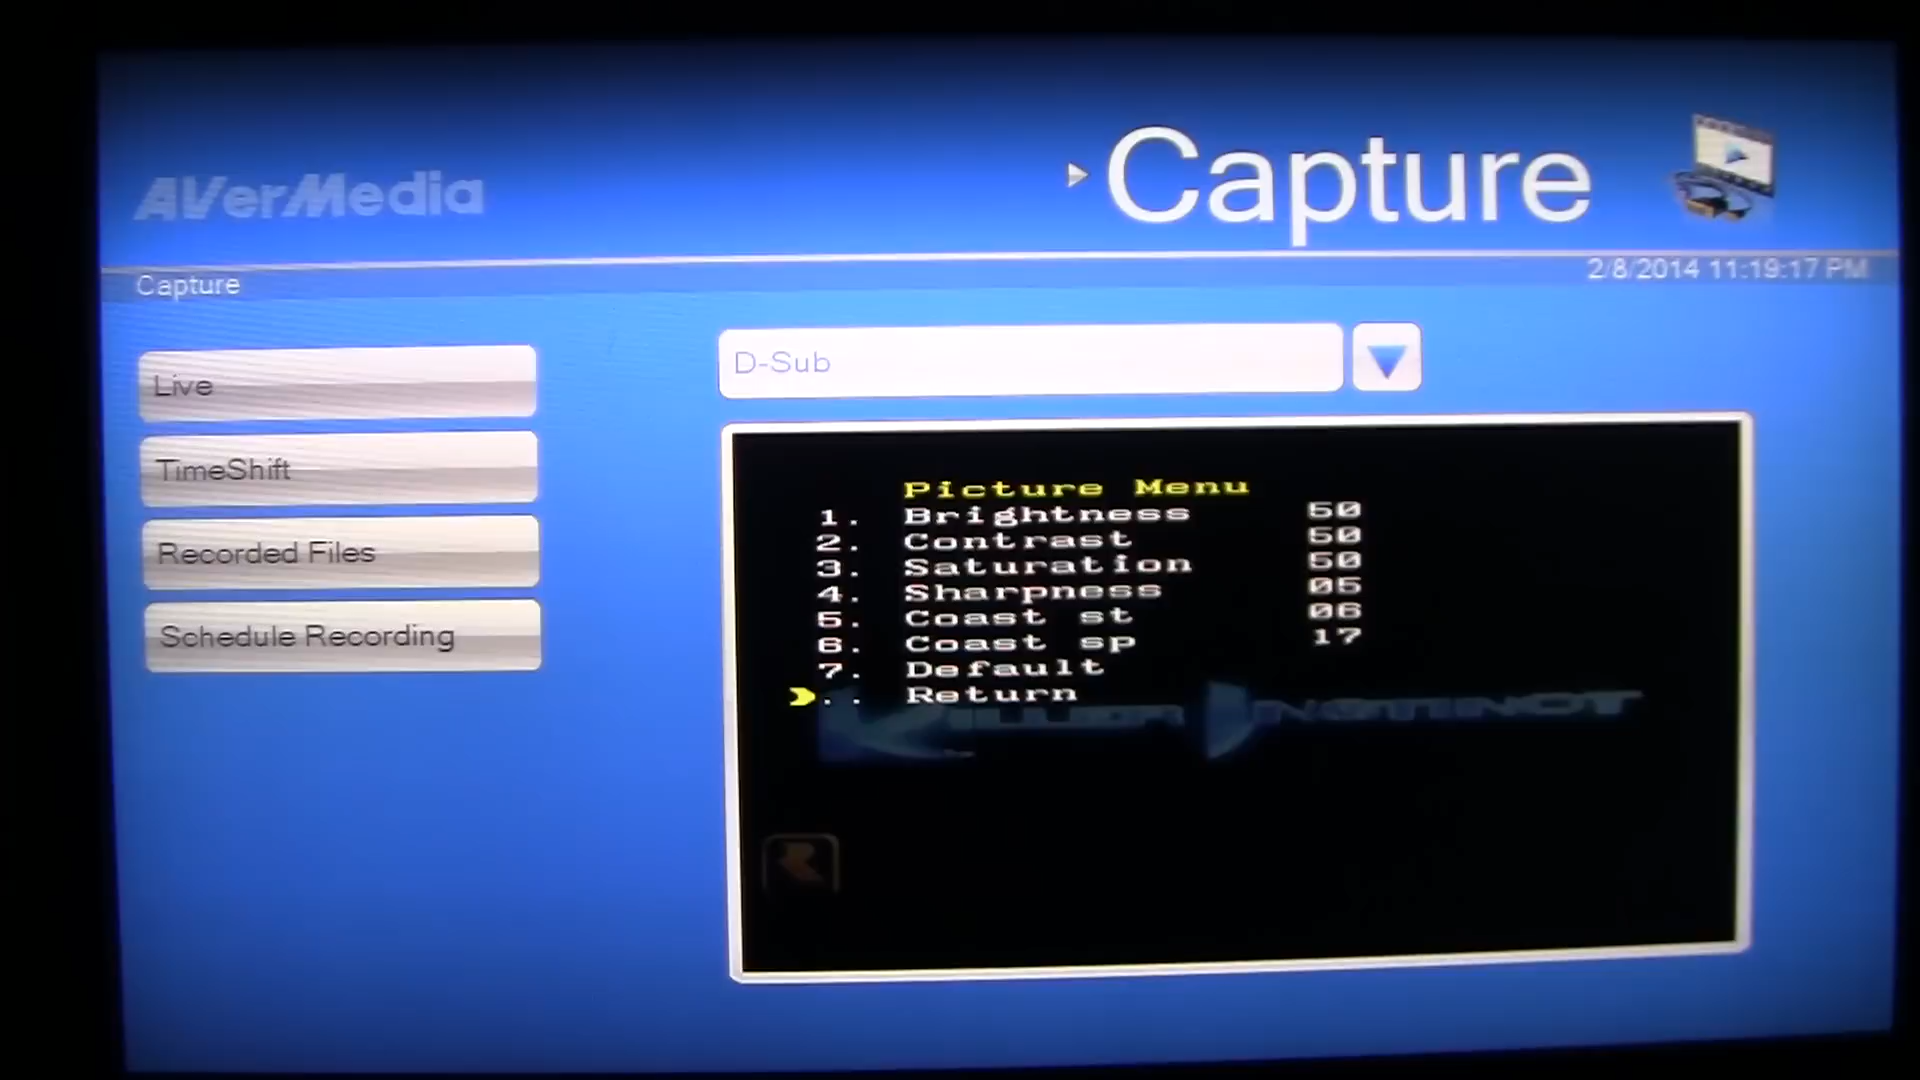 AVerMedia
Capture
Capture
2/8/2014 11:19:17 PM
Live
TimeShift
Recorded Files
Schedule Recording
D-Sub
Picture Menu
1. Brightness 50
2. Contrast 50
3. Saturation 50
4. Sharpness 05
5. Coast st 06
6. Coast sp 17
7. Default
.. Return
Killer Instinct